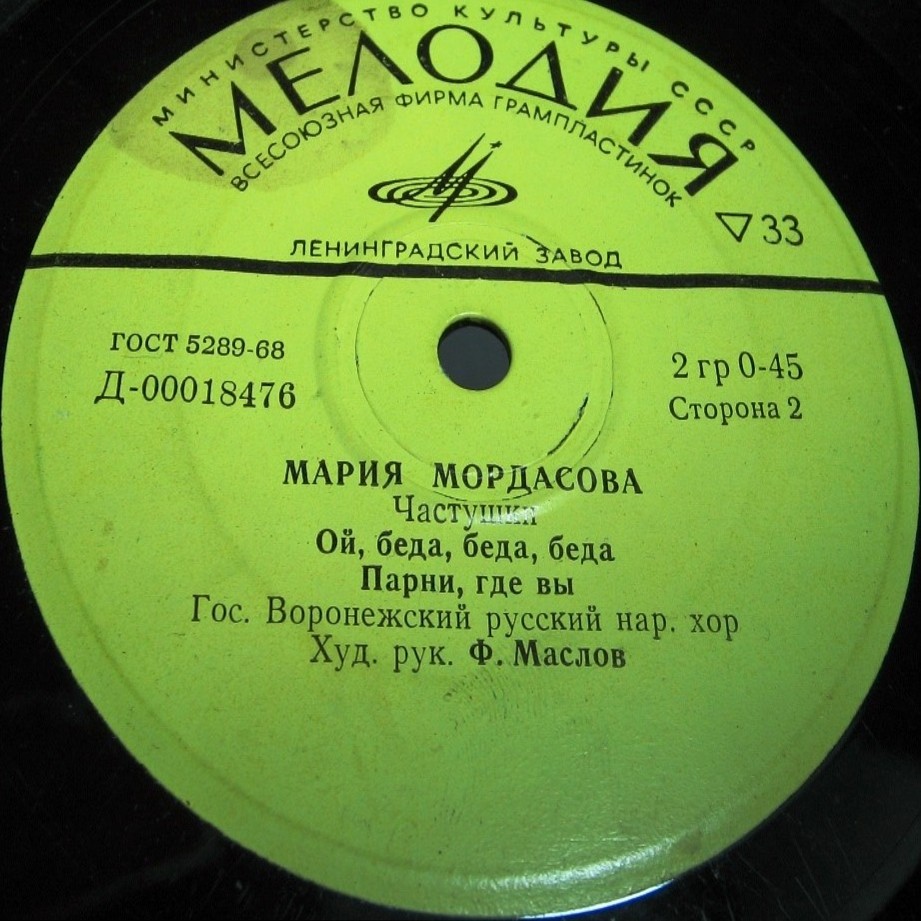 МИНИСТЕРСТВО КУЛЬТУРЫ СССР
МЕЛОДИЯ
ВСЕСОЮЗНАЯ ФИРМА ГРАМПЛАСТИНОК
▽33
ЛЕНИНГРАДСКИЙ ЗАВОД
ГОСТ 5289-68
Д-00018476
2 гр 0-45
Сторона 2
МАРИЯ МОРДАСОВА
Частушки
Ой, беда, беда, беда
Парни, где вы
Гос. Воронежский русский нар. хор
Худ. рук. Ф. Маслов